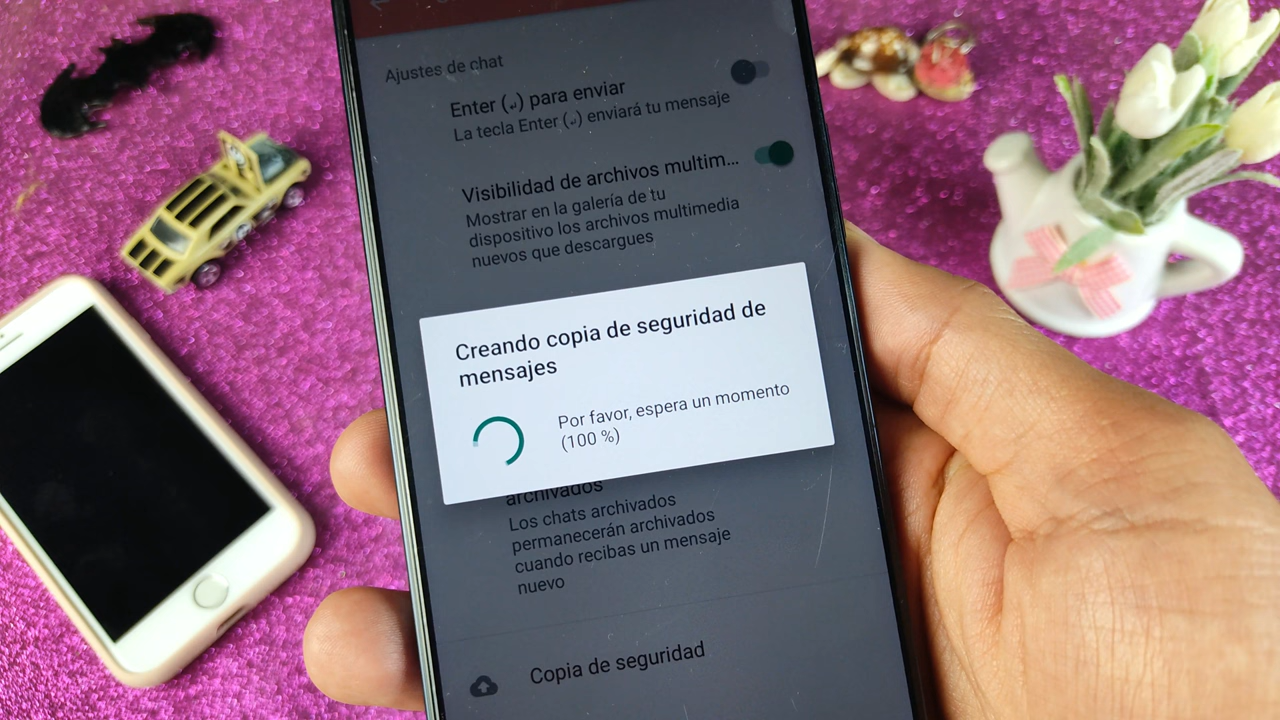 Ajustes de chat
Enter (↵) para enviar
La tecla Enter (↵) enviará tu mensaje
Visibilidad de archivos multim...
Mostrar en la galería de tu
dispositivo los archivos multimedia
nuevos que descargues
Creando copia de seguridad de
mensajes
Por favor, espera un momento
(100 %)
archivados
Los chats archivados
permanecerán archivados
cuando recibas un mensaje
nuevo
Copia de seguridad